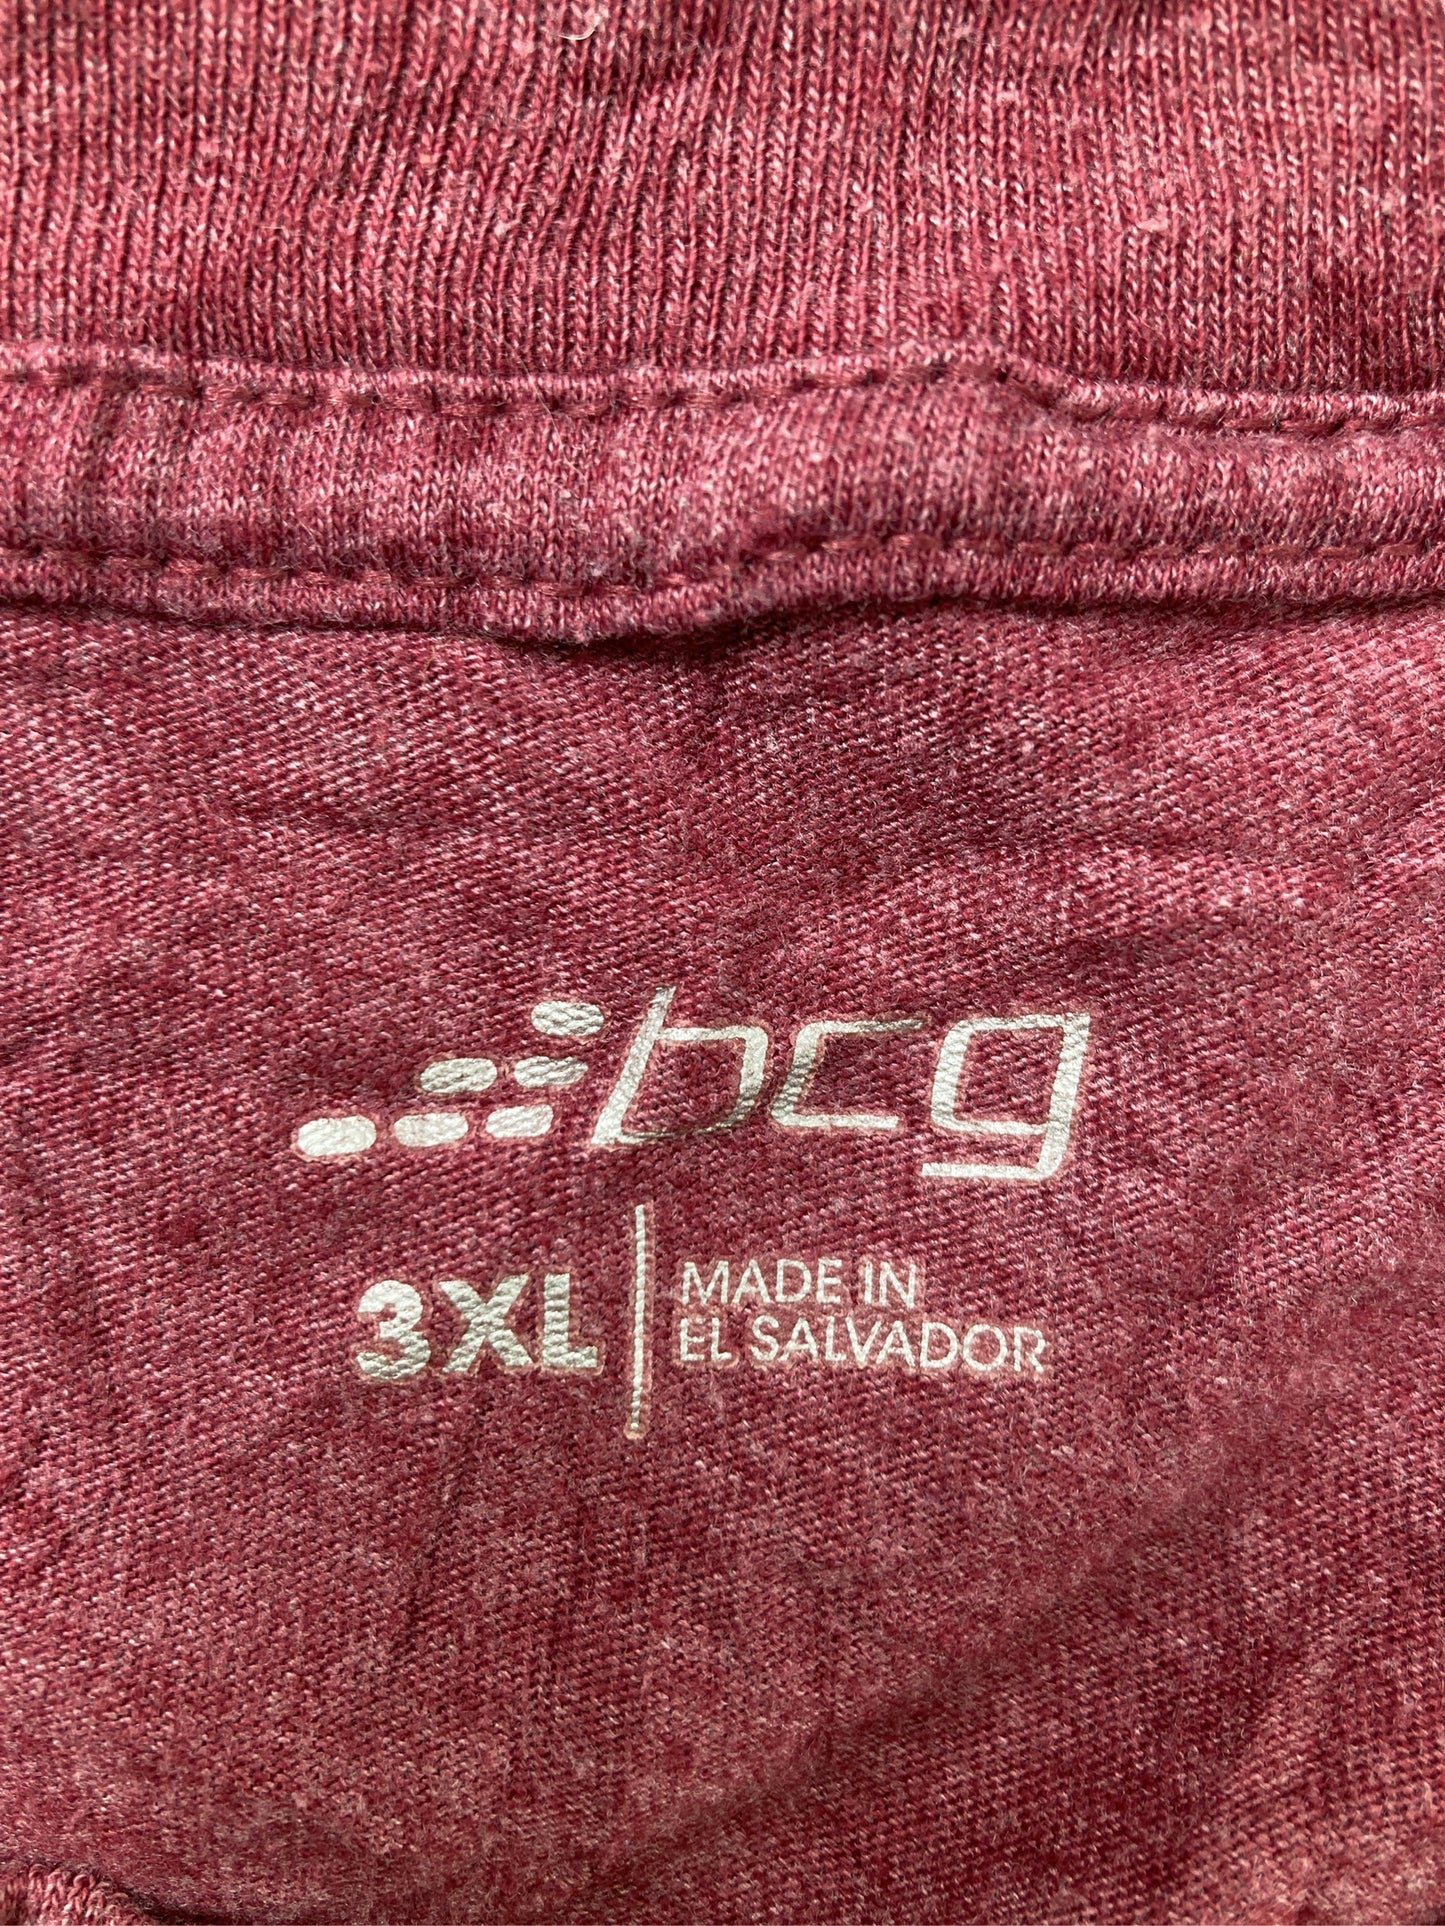 bcg
3XL
MADE IN
EL SALVADOR